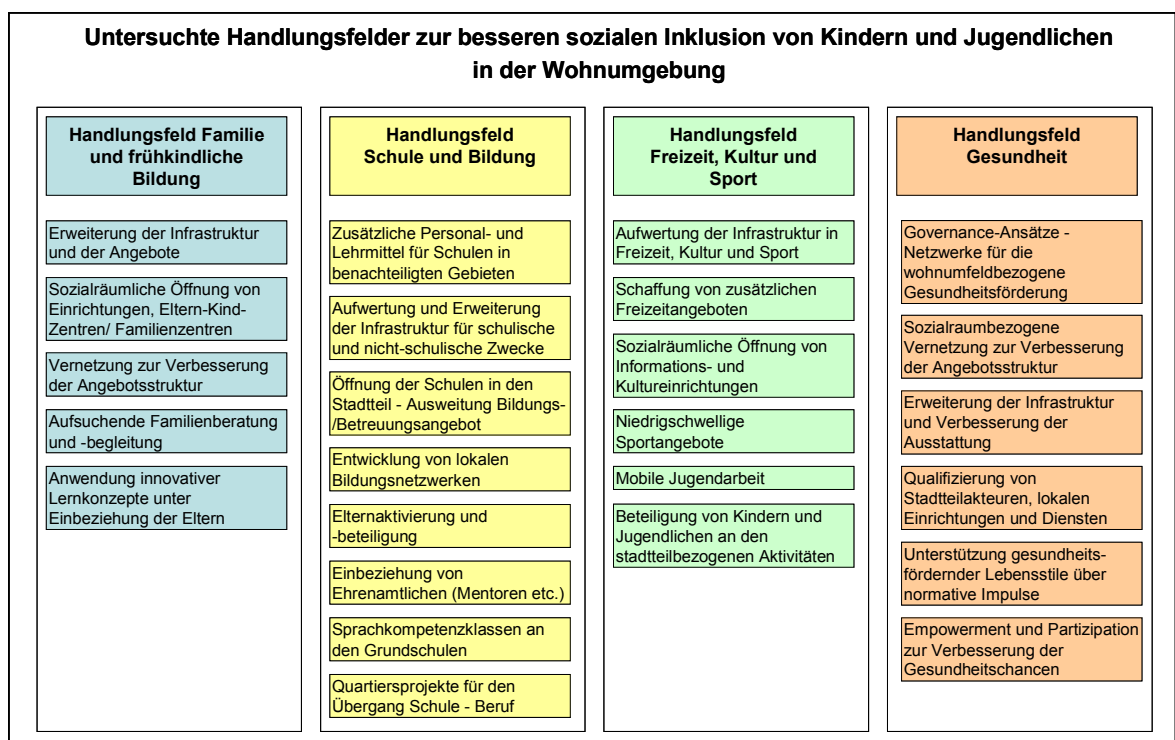 Untersuchte Handlungsfelder zur besseren sozialen Inklusion von Kindern und Jugendlichen
in der Wohnumgebung
Handlungsfeld Familie
und frühkindliche
Bildung
Erweiterung der Infrastruktur
und der Angebote
Sozialräumliche Öffnung von
Einrichtungen, Eltern-Kind-
Zentren/ Familienzentren
Vernetzung zur Verbesserung
der Angebotsstruktur
Aufsuchende Familienberatung
und -begleitung
Anwendung innovativer
Lernkonzepte unter
Einbeziehung der Eltern
Handlungsfeld
Schule und Bildung
Zusätzliche Personal- und
Lehrmittel für Schulen in
benachteiligten Gebieten
Aufwertung und Erweiterung
der Infrastruktur für schulische
und nicht-schulische Zwecke
Öffnung der Schulen in den
Stadtteil - Ausweitung Bildungs-
/Betreuungsangebot
Entwicklung von lokalen
Bildungsnetzwerken
Elternaktivierung und
-beteiligung
Einbeziehung von
Ehrenamtlichen (Mentoren etc.)
Sprachkompetenzklassen an
den Grundschulen
Quartiersprojekte für den
Übergang Schule - Beruf
Handlungsfeld
Freizeit, Kultur und
Sport
Aufwertung der Infrastruktur in
Freizeit, Kultur und Sport
Schaffung von zusätzlichen
Freizeitangeboten
Sozialräumliche Öffnung von
Informations- und
Kultureinrichtungen
Niedrigschwellige
Sportangebote
Mobile Jugendarbeit
Beteiligung von Kindern und
Jugendlichen an den
stadtteilbezogenen Aktivitäten
Handlungsfeld
Gesundheit
Governance-Ansätze -
Netzwerke für die
wohnumfeldbezogene
Gesundheitsförderung
Sozialraumbezogene
Vernetzung zur Verbesserung
der Angebotsstruktur
Erweiterung der Infrastruktur
und Verbesserung der
Ausstattung
Qualifizierung von
Stadtteilakteuren, lokalen
Einrichtungen und Diensten
Unterstützung gesundheits-
fördernder Lebensstile über
normative Impulse
Empowerment und Partizipation
zur Verbesserung der
Gesundheitschancen